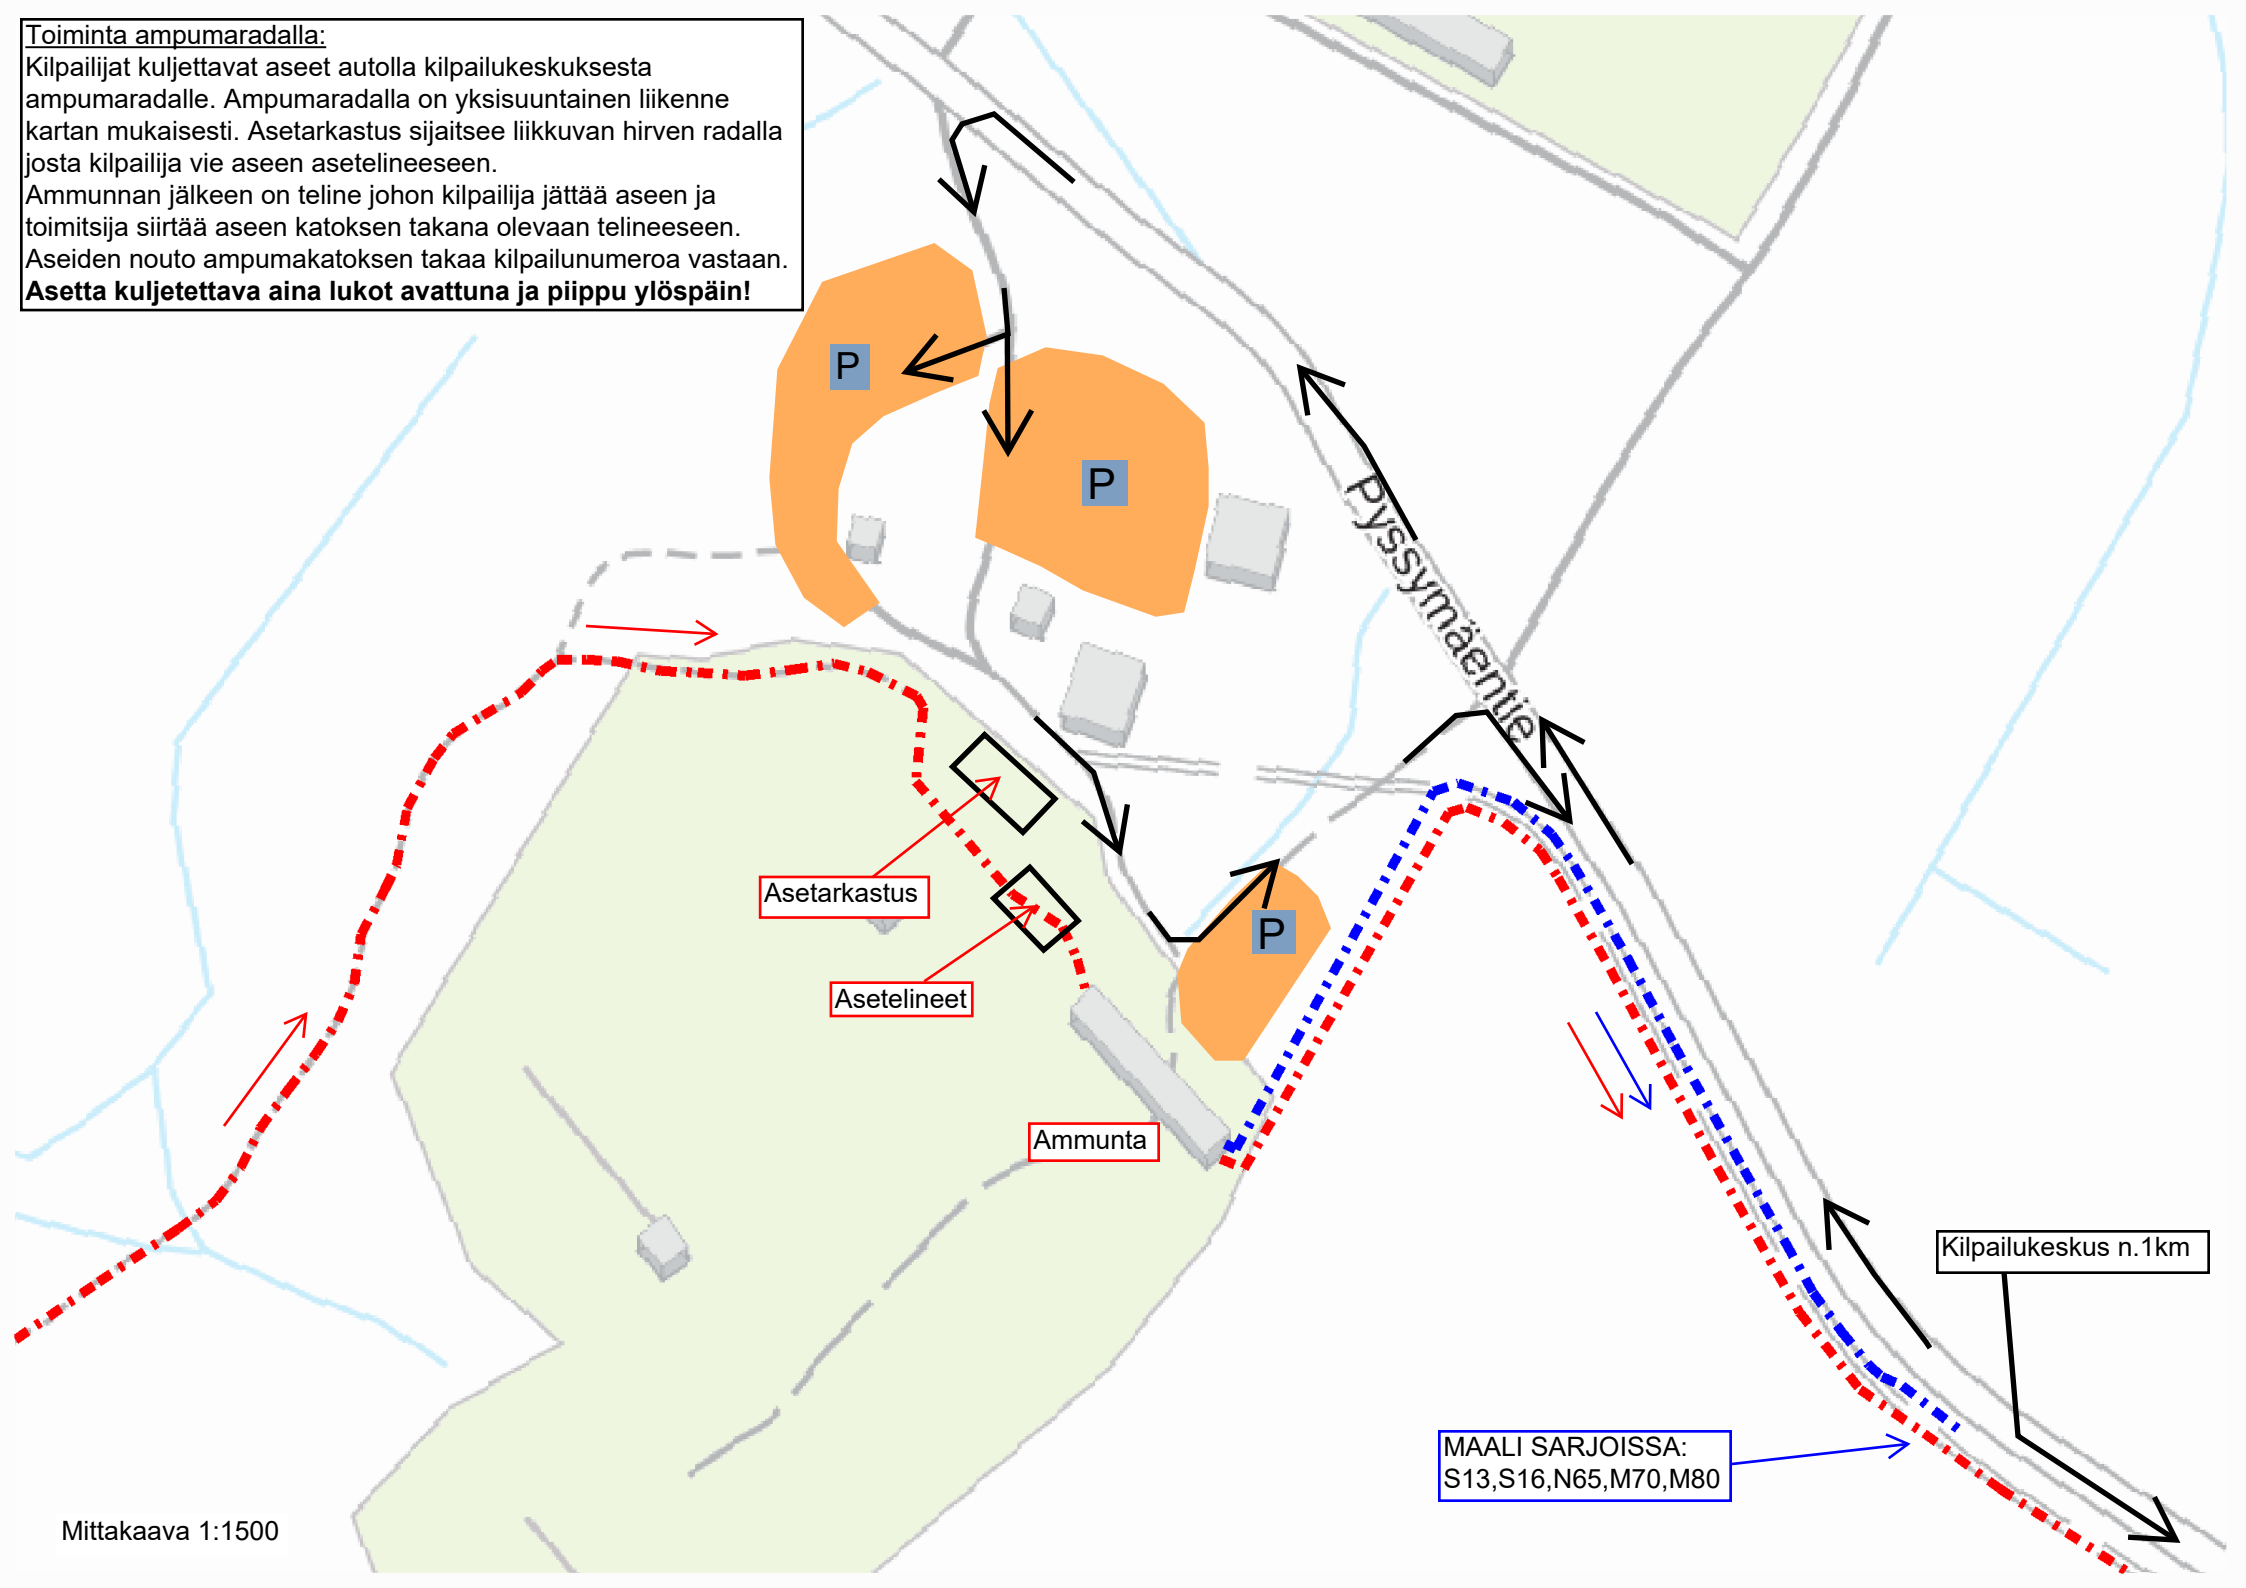 Toiminta ampumaradalla:
Kilpailijat kuljettavat aseet autolla kilpailukeskuksesta
ampumaradalle. Ampumaradalla on yksisuuntainen liikenne
kartan mukaisesti. Asetarkastus sijaitsee liikkuvan hirven radalla
josta kilpailija vie aseen asetelineeseen.
Ammunnan jälkeen on teline johon kilpailija jättää aseen ja
toimitsija siirtää aseen katoksen takana olevaan telineeseen.
Aseiden nouto ampumakatoksen takaa kilpailunumeroa vastaan.
Asetta kuljetettava aina lukot avattuna ja piippu ylöspäin!
P
P
Pyssymäentie
Asetarkastus
P
Asetelineet
Ammunta
Kilpailukeskus n.1km
MAALI SARJOISSA:
S13,S16,N65,M70,M80
Mittakaava 1:1500